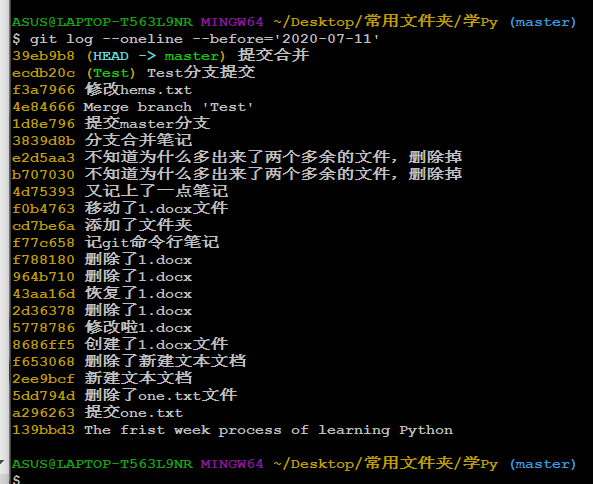 ASUS@LAPTOP-T563L9NR MINGW64 ~/Desktop/常用文件夹/学Py (master)
$ git log --oneline --before='2020-07-11'
39eb9b8 (HEAD -> master) 提交合并
ecdb20c (Test) Test分支提交
f3a7966 修改hems.txt
4e84666 Merge branch 'Test'
1d8e796 提交master分支
3839d8b 分支合并笔记
e2d5aa3 不知道为什么多出来了两个多余的文件，删除掉
b707030 不知道为什么多出来了两个多余的文件，删除掉
4d75393 又记上了一点笔记
f0b4763 移动了1.docx文件
cd7be6a 添加了文件夹
f77c658 记git命令行笔记
f788180 删除了1.docx
964b710 删除了1.docx
43aa16d 恢复了1.docx
2d36378 删除了1.docx
5778786 修改啦1.docx
8686ff5 创建了1.docx文件
f653068 删除了新建文本文档
2ee9bcf 新建文本文档
5dd794d 删除了one.txt文件
a296263 提交one.txt
139bbd3 The frist week process of learning Python
ASUS@LAPTOP-T563L9NR MINGW64 ~/Desktop/常用文件夹/学Py (master)
$